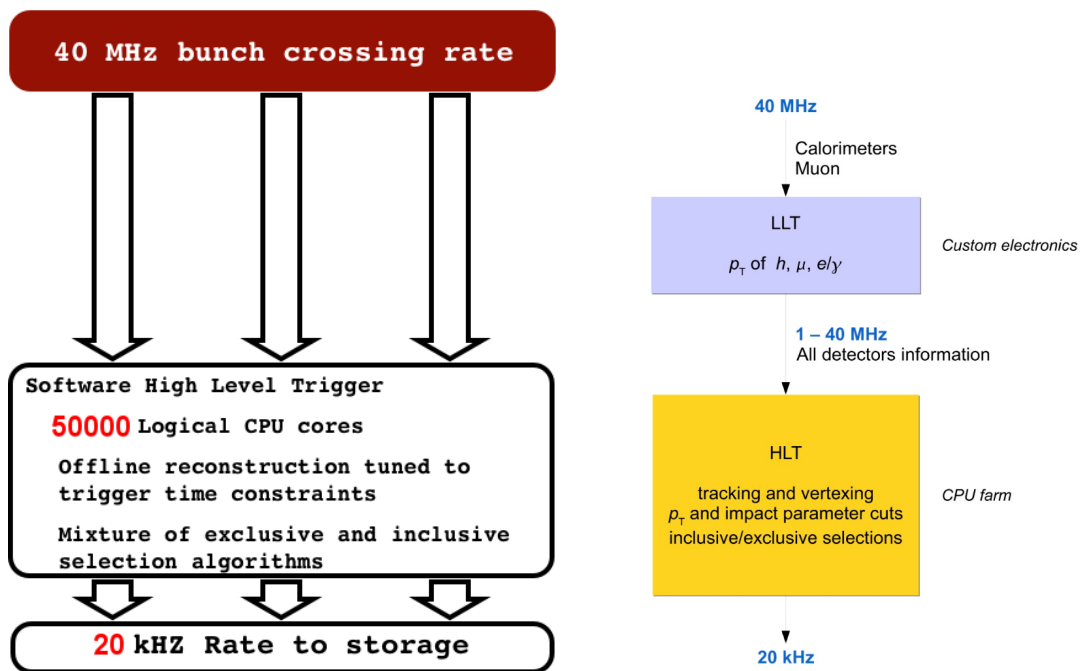 40 MHz bunch crossing rate
Software High Level Trigger
50000 Logical CPU cores
Offline reconstruction tuned to
trigger time constraints
Mixture of exclusive and inclusive
selection algorithms
20 kHZ Rate to storage
40 MHz
Calorimeters
Muon
LLT
pT of h, μ, e/γ
Custom electronics
1 – 40 MHz
All detectors information
HLT
tracking and vertexing
pT and impact parameter cuts
inclusive/exclusive selections
CPU farm
20 kHz